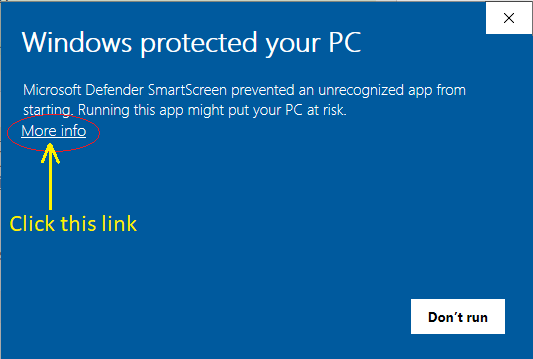 Windows protected your PC
Microsoft Defender SmartScreen prevented an unrecognized app from
starting. Running this app might put your PC at risk.
More info
Click this link
Don't run